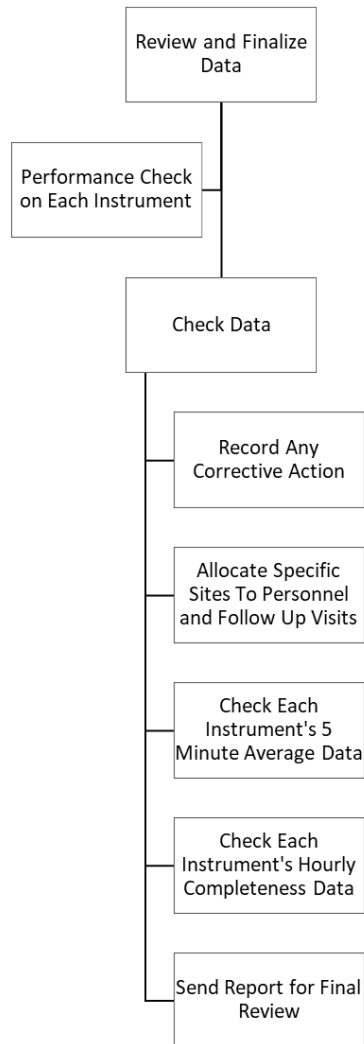 Review and Finalize
Data
Performance Check
on Each Instrument
Check Data
Record Any
Corrective Action
Allocate Specific
Sites To Personnel
and Follow Up Visits
Check Each
Instrument's 5
Minute Average Data
Check Each
Instrument's Hourly
Completeness Data
Send Report for Final
Review